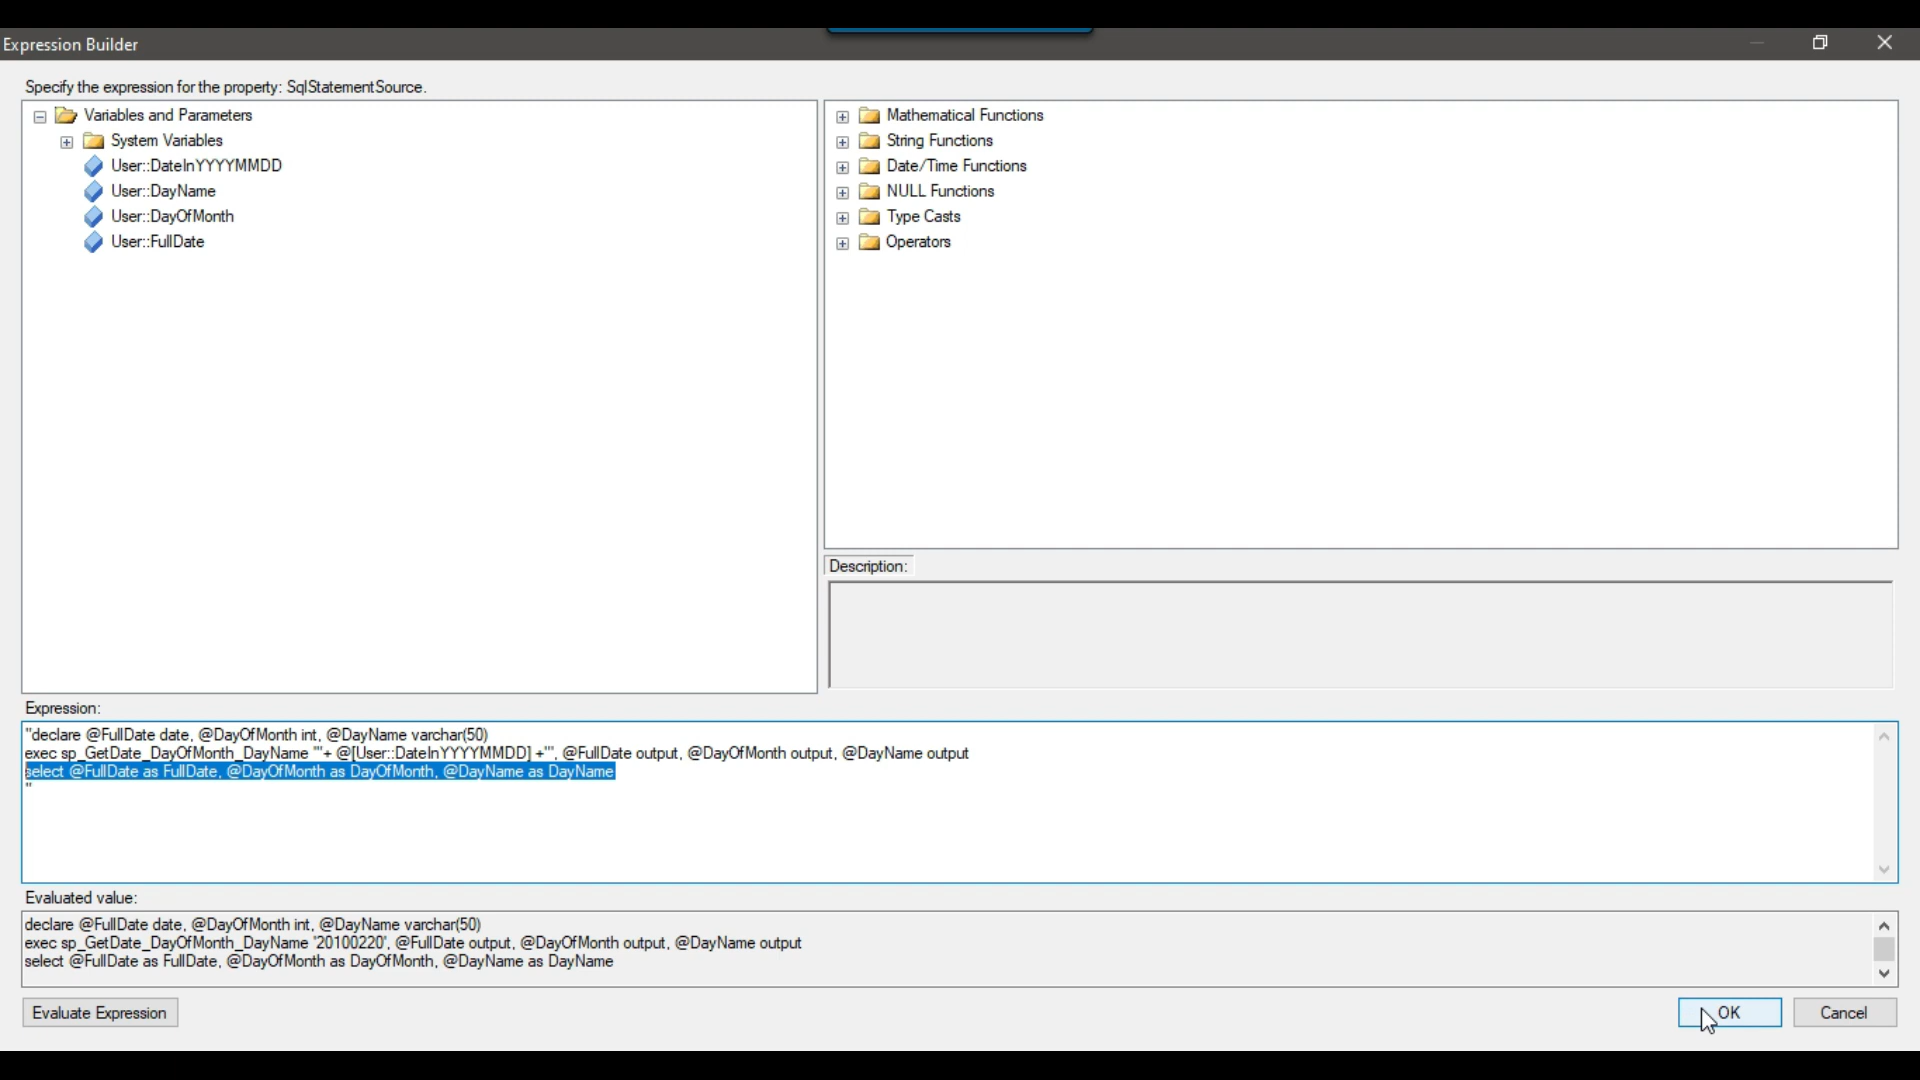 Expression Builder
Specify the expression for the property: SqlStatementSource.
Variables and Parameters
System Variables
User::DateInYYYYMMDD
User::DayName
User::DayOfMonth
User::FullDate
Mathematical Functions
String Functions
Date/Time Functions
NULL Functions
Type Casts
Operators
Description:
Expression:
"declare @FullDate date, @DayOfMonth int, @DayName varchar(50)
exec sp_GetDate_DayOfMonth_DayName '"+ @[User::DateInYYYYMMDD] +"', @FullDate output, @DayOfMonth output, @DayName output
select @FullDate as FullDate, @DayOfMonth as DayOfMonth, @DayName as DayName
"
Evaluated value:
declare @FullDate date, @DayOfMonth int, @DayName varchar(50)
exec sp_GetDate_DayOfMonth_DayName '20100220', @FullDate output, @DayOfMonth output, @DayName output
select @FullDate as FullDate, @DayOfMonth as DayOfMonth, @DayName as DayName
Evaluate Expression
OK
Cancel